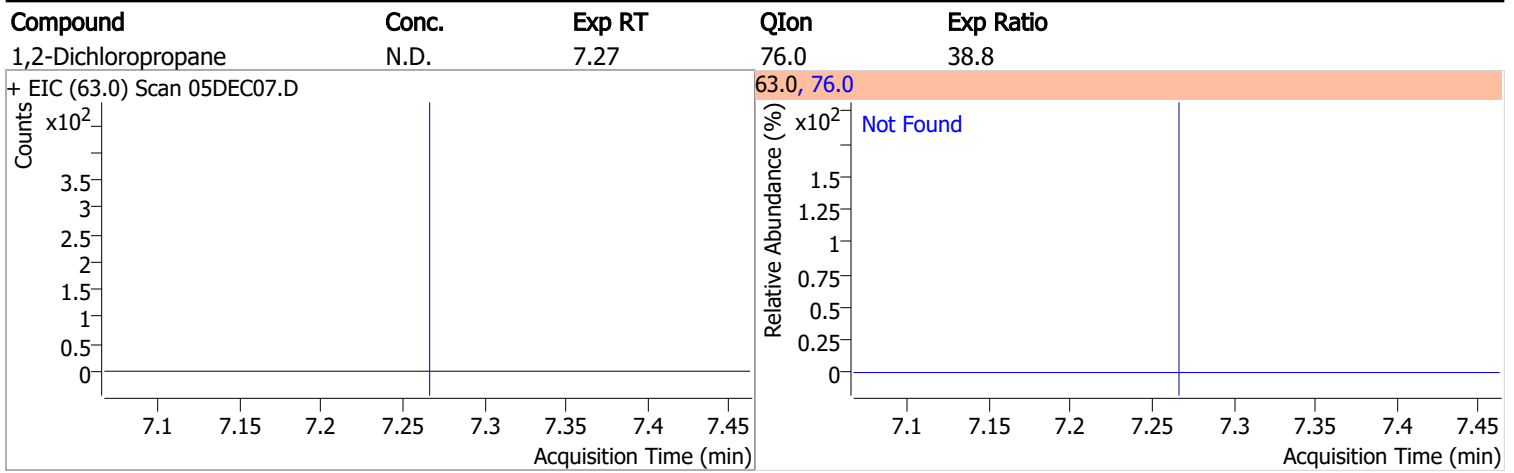 Compound Conc. Exp RT QIon Exp Ratio
1,2-Dichloropropane N.D. 7.27 76.0 38.8
+ EIC (63.0) Scan 05DEC07.D
Counts
x10²
3.5
3
2.5
2
1.5
1
0.5
0
7.1 7.15 7.2 7.25 7.3 7.35 7.4 7.45
Acquisition Time (min)
63.0, 76.0
Relative Abundance (%)
x10²
Not Found
1.5
1.25
1
0.75
0.5
0.25
0
7.1 7.15 7.2 7.25 7.3 7.35 7.4 7.45
Acquisition Time (min)